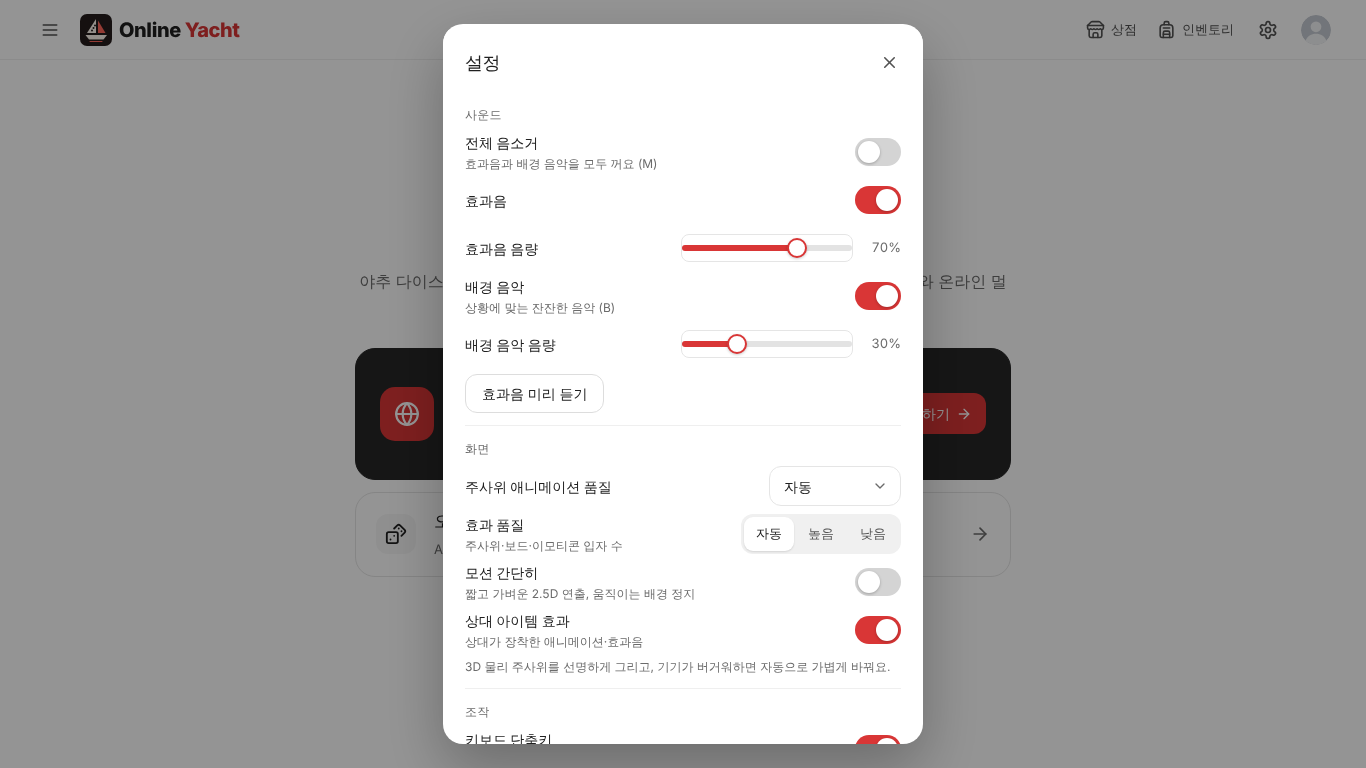 Online Yacht
상점
인벤토리
설정
사운드
전체 음소거
효과음과 배경 음악을 모두 꺼요 (M)
효과음
효과음 음량
70%
야추 다이스
와 온라인 멀
배경 음악
상황에 맞는 잔잔한 음악 (B)
배경 음악 음량
30%
효과음 미리 듣기
하기
화면
주사위 애니메이션 품질
자동
효과 품질
주사위·보드·이모티콘 입자 수
자동
높음
낮음
모션 간단히
짧고 가벼운 2.5D 연출, 움직이는 배경 정지
상대 아이템 효과
상대가 장착한 애니메이션·효과음
3D 물리 주사위를 선명하게 그리고, 기기가 버거워하면 자동으로 가볍게 바꿔요.
조작
키보드 단축키